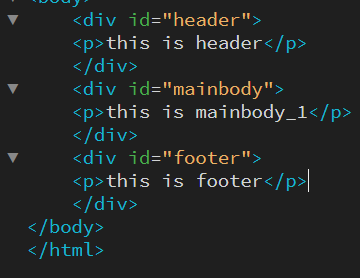 <body>
<div id="header">
<p>this is header</p>
</div>
<div id="mainbody">
<p>this is mainbody_1</p>
</div>
<div id="footer">
<p>this is footer</p>
</div>
</body>
</html>